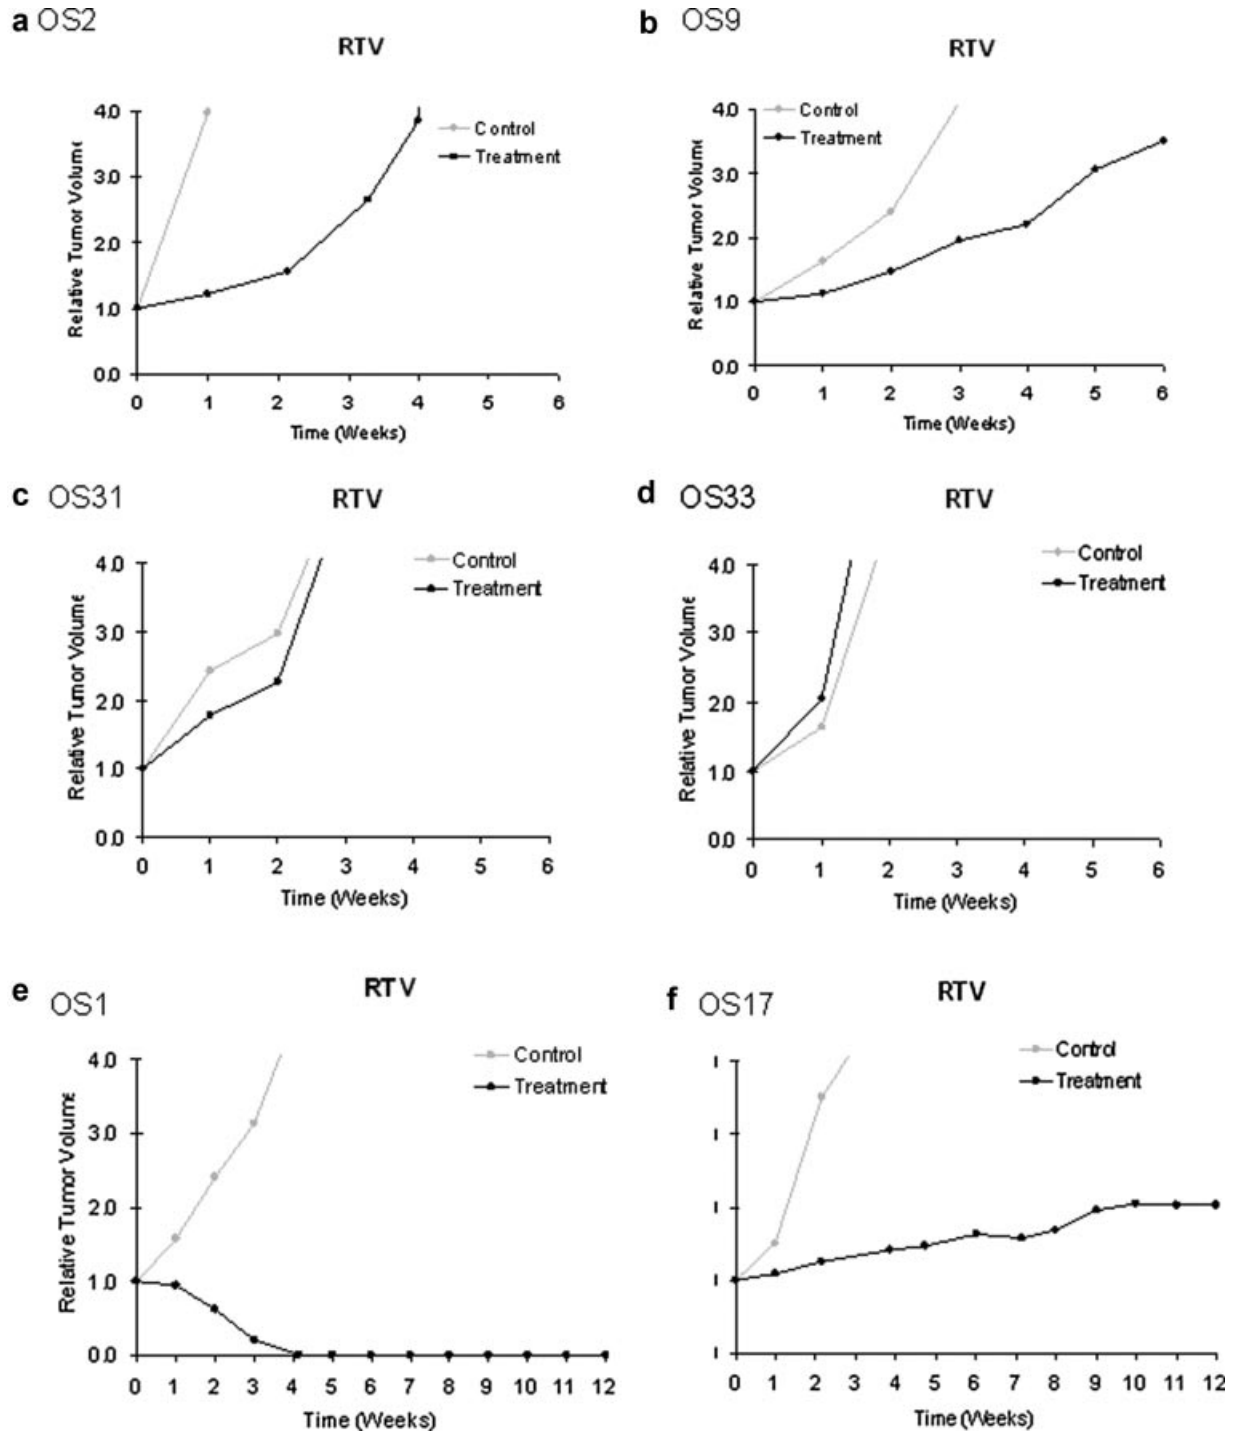 a OS2
RTV
4.0
3.0
2.0
1.0
0.0
Relative Tumor Volume
Control
Treatment
0 1 2 3 4 5 6
Time (Weeks)
b OS9
RTV
4.0
3.0
2.0
1.0
0.0
Relative Tumor Volume
Control
Treatment
0 1 2 3 4 5 6
Time (Weeks)
c OS31
RTV
4.0
3.0
2.0
1.0
0.0
Relative Tumor Volume
Control
Treatment
0 1 2 3 4 5 6
Time (Weeks)
d OS33
RTV
4.0
3.0
2.0
1.0
0.0
Relative Tumor Volume
Control
Treatment
0 1 2 3 4 5 6
Time (Weeks)
e OS1
RTV
4.0
3.0
2.0
1.0
0.0
Relative Tumor Volume
Control
Treatment
0 1 2 3 4 5 6 7 8 9 10 11 12
Time (Weeks)
f OS17
RTV
Control
Treatment
0 1 2 3 4 5 6 7 8 9 10 11 12
Time (Weeks)